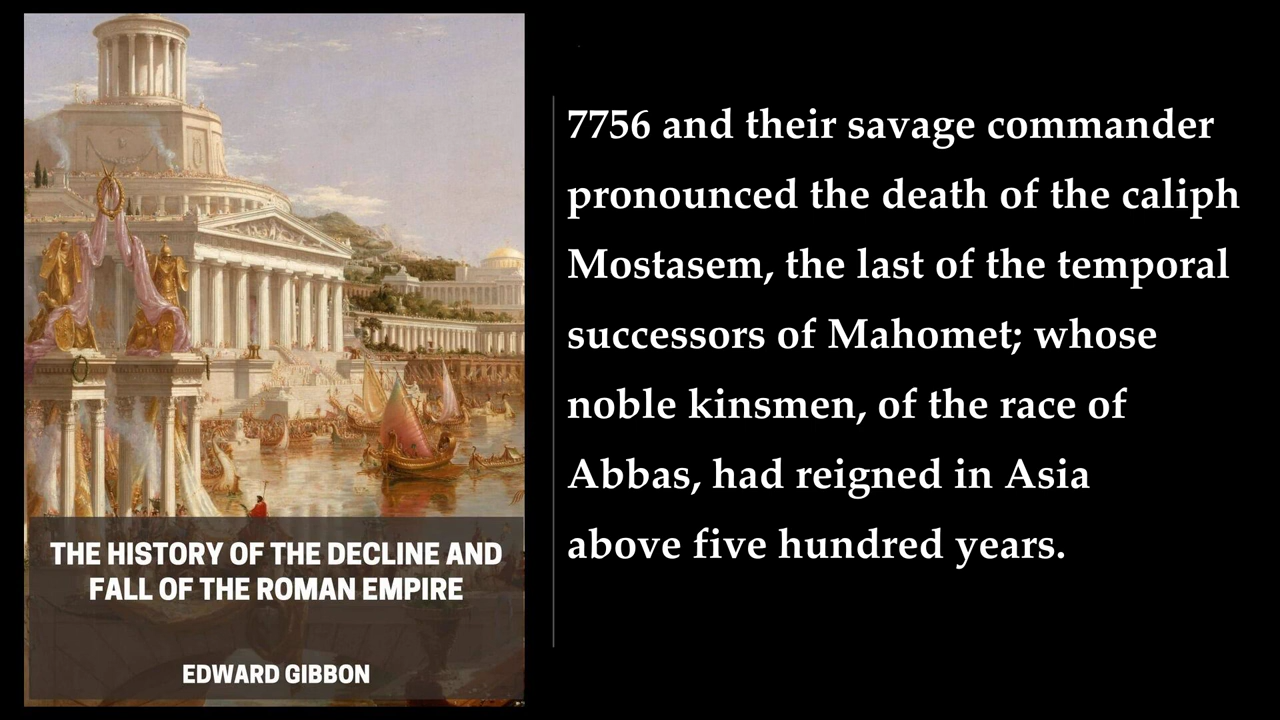 THE HISTORY OF THE DECLINE AND
FALL OF THE ROMAN EMPIRE
EDWARD GIBBON
7756 and their savage commander
pronounced the death of the caliph
Mostasem, the last of the temporal
successors of Mahomet; whose
noble kinsmen, of the race of
Abbas, had reigned in Asia
above five hundred years.